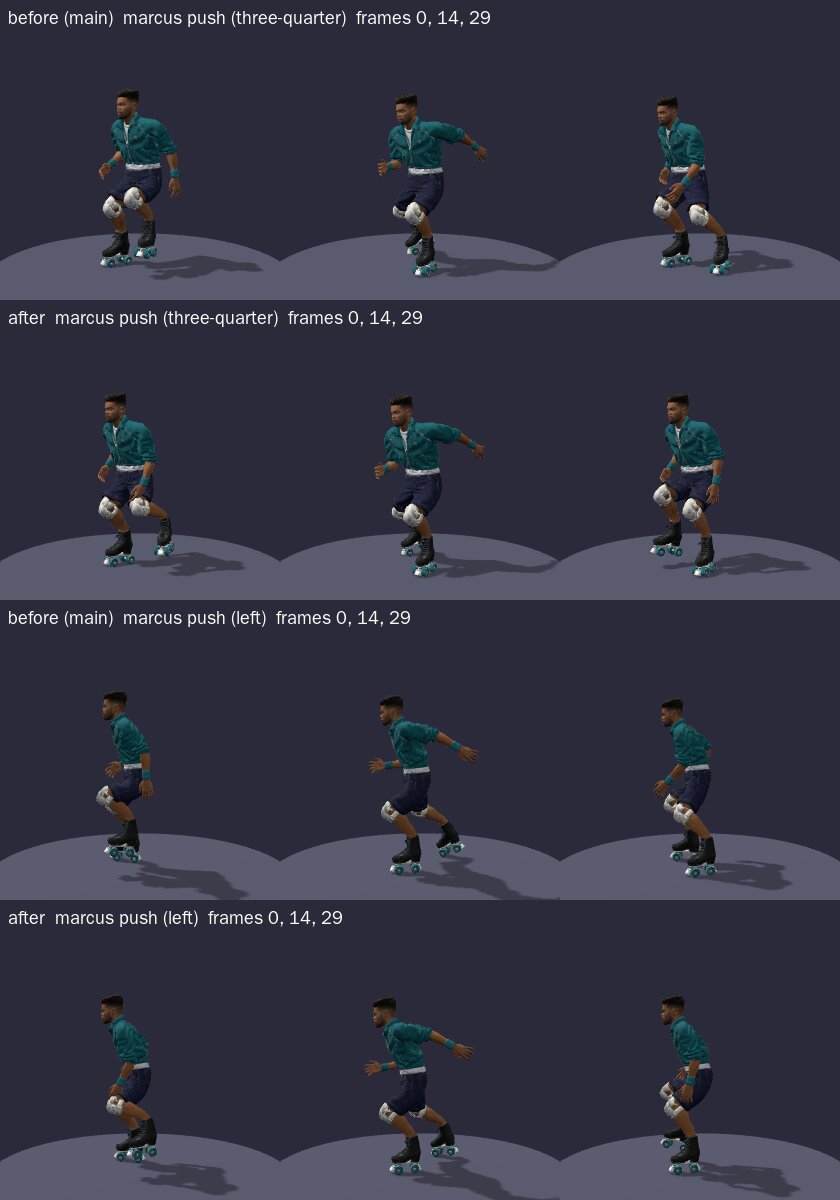 before (main)  marcus push (three-quarter)  frames 0, 14, 29
after  marcus push (three-quarter)  frames 0, 14, 29
before (main)  marcus push (left)  frames 0, 14, 29
after  marcus push (left)  frames 0, 14, 29